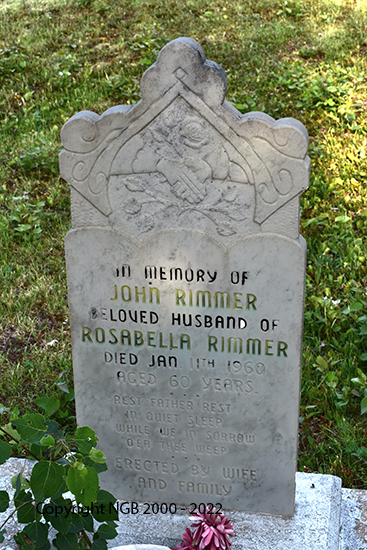 IN MEMORY OF
JOHN RIMMER
BELOVED HUSBAND OF
ROSABELLA RIMMER
DIED JAN 11TH 1960
AGED 60 YEARS.
REST FATHER REST
IN QUIET SLEEP
WHILE WE IN SORROW
OER THEE WEEP
ERECTED BY WIFE
AND FAMILY
Copyright NGB 2000 - 2022